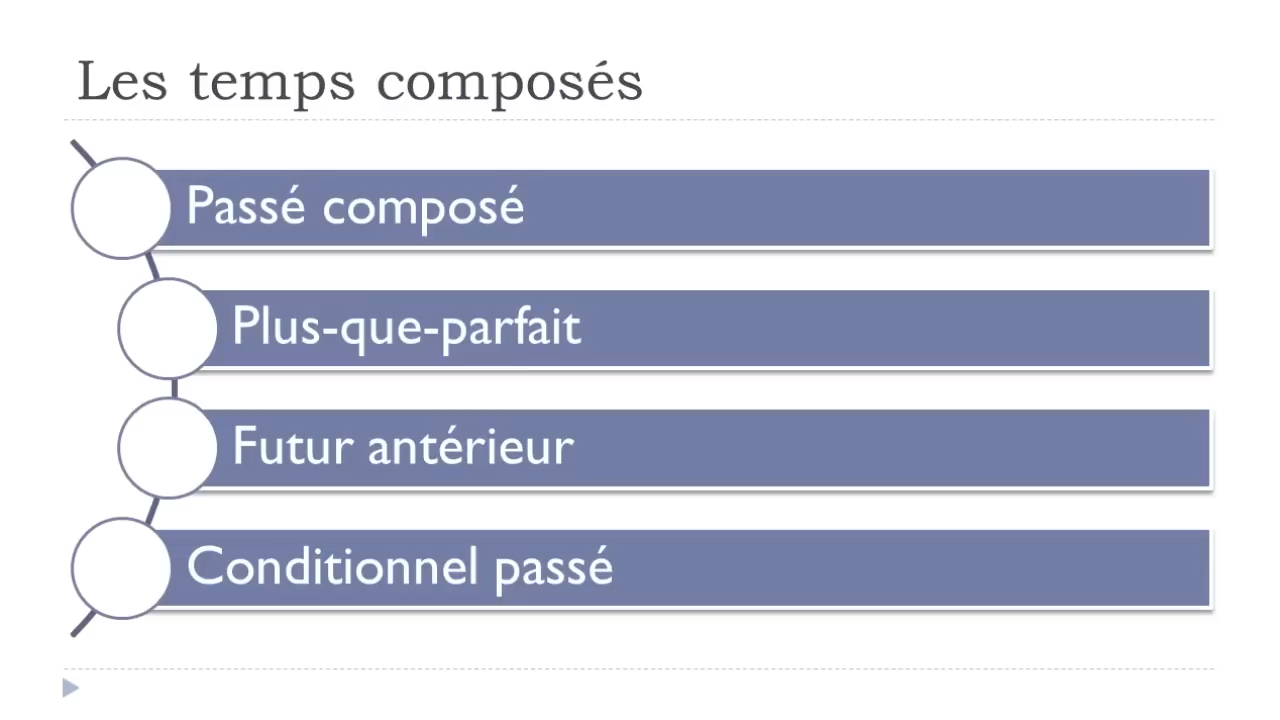 Les temps composés
Passé composé
Plus-que-parfait
Futur antérieur
Conditionnel passé